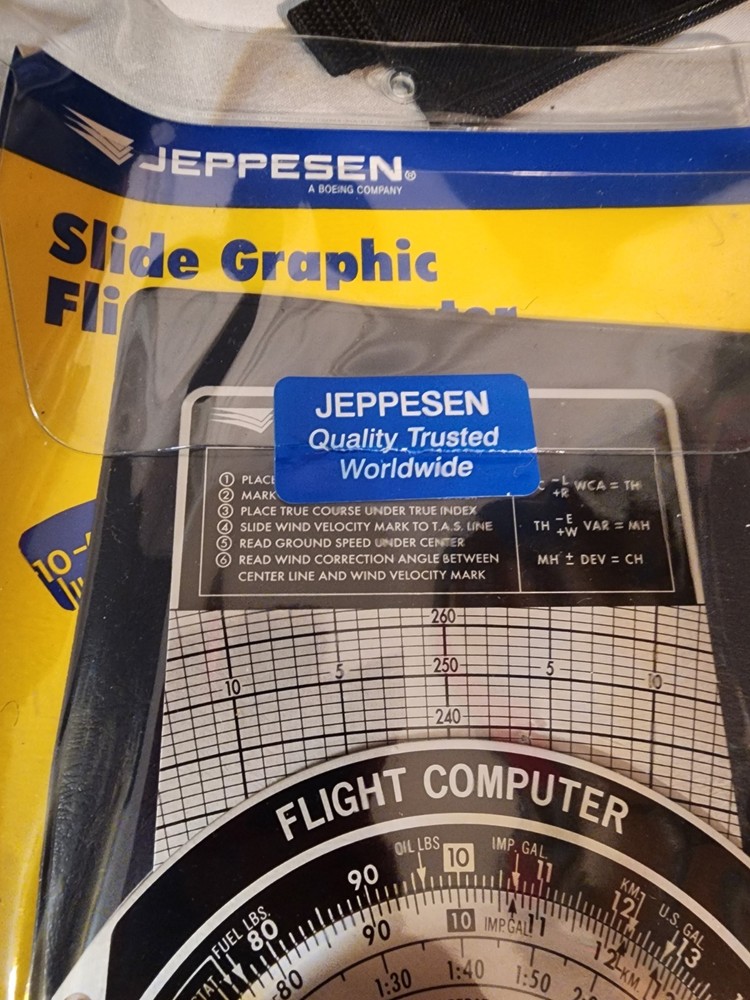 JEPPESEN®
A BOEING COMPANY
Slide Graphic
JEPPESEN
Quality Trusted
Worldwide
① PLACE
② MARK
③ PLACE TRUE COURSE UNDER TRUE INDEX
④ SLIDE WIND VELOCITY MARK TO T.A.S. LINE
⑤ READ GROUND SPEED UNDER CENTER
⑥ READ WIND CORRECTION ANGLE BETWEEN
CENTER LINE AND WIND VELOCITY MARK
-L
+R WCA = TH
TH -E
+W VAR = MH
MH ± DEV = CH
260
10 5 250 5 10
240
FLIGHT COMPUTER
FUEL LBS. OIL LBS IMP. GAL. KM. U.S. GAL.
80 90 10 11 12 13
80 90 10 IMP. GAL. 11 12 KM.
1:30 1:40 1:50